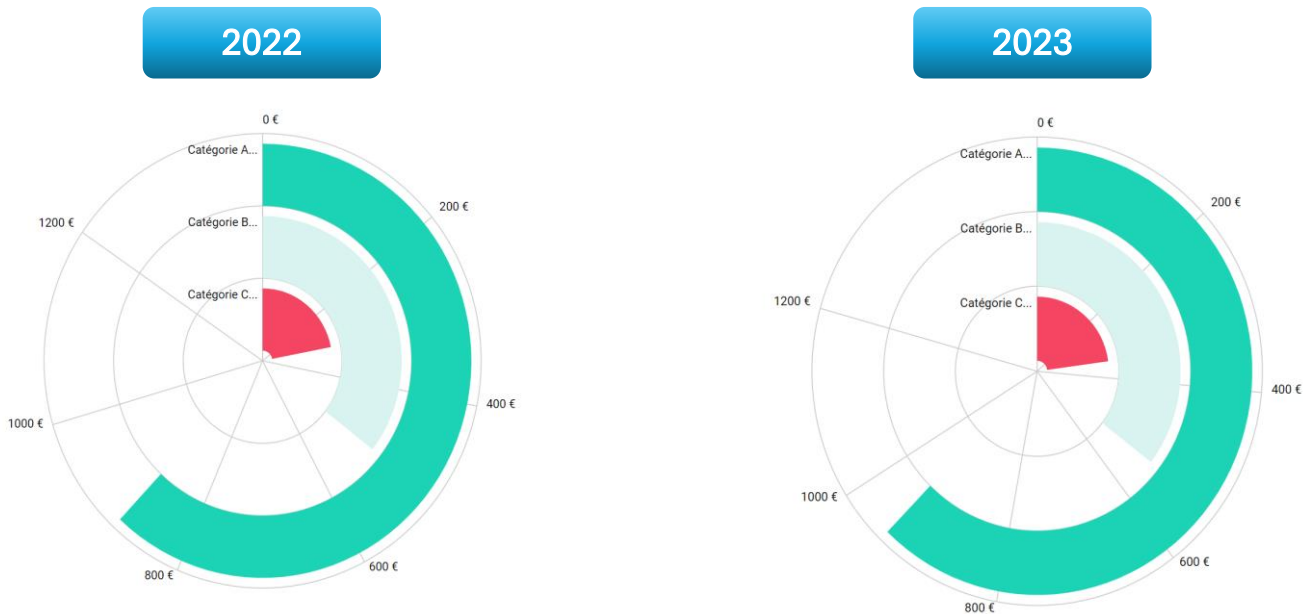 2022
0 €
Catégorie A...
200 €
1200 €
Catégorie B...
Catégorie C...
400 €
1000 €
600 €
800 €
2023
0 €
Catégorie A...
200 €
Catégorie B...
1200 €
Catégorie C...
400 €
1000 €
600 €
800 €